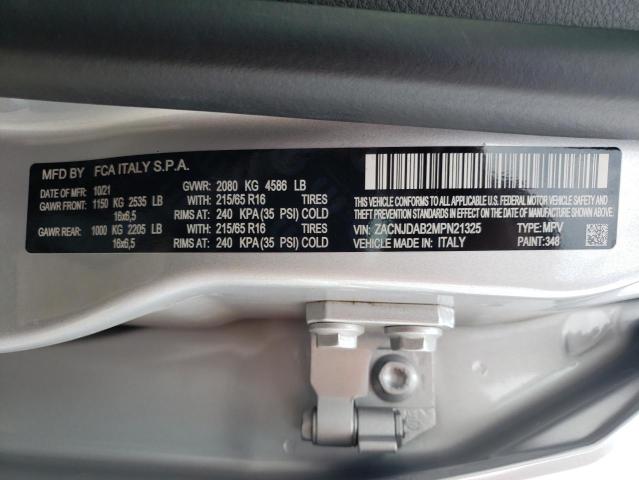 MFD BY FCA ITALY S.P.A.
DATE OF MFR: 10/21 GVWR: 2080 KG 4586 LB
GAWR FRONT: 1150 KG 2535 LB WITH: 215/65 R16 TIRES
16x6,5 RIMS AT: 240 KPA (35 PSI) COLD
GAWR REAR: 1000 KG 2205 LB WITH: 215/65 R16 TIRES
16x6,5 RIMS AT: 240 KPA (35 PSI) COLD
THIS VEHICLE CONFORMS TO ALL APPLICABLE U.S. FEDERAL MOTOR
VEHICLE SAFETY, BUMPER, AND THEFT PREVENTION STANDARDS
IN EFFECT ON THE DATE OF MANUFACTURE SHOWN ABOVE.
VIN: ZACNJDAB2MPN21325 TYPE: MPV
MADE IN: ITALY PAINT: 348